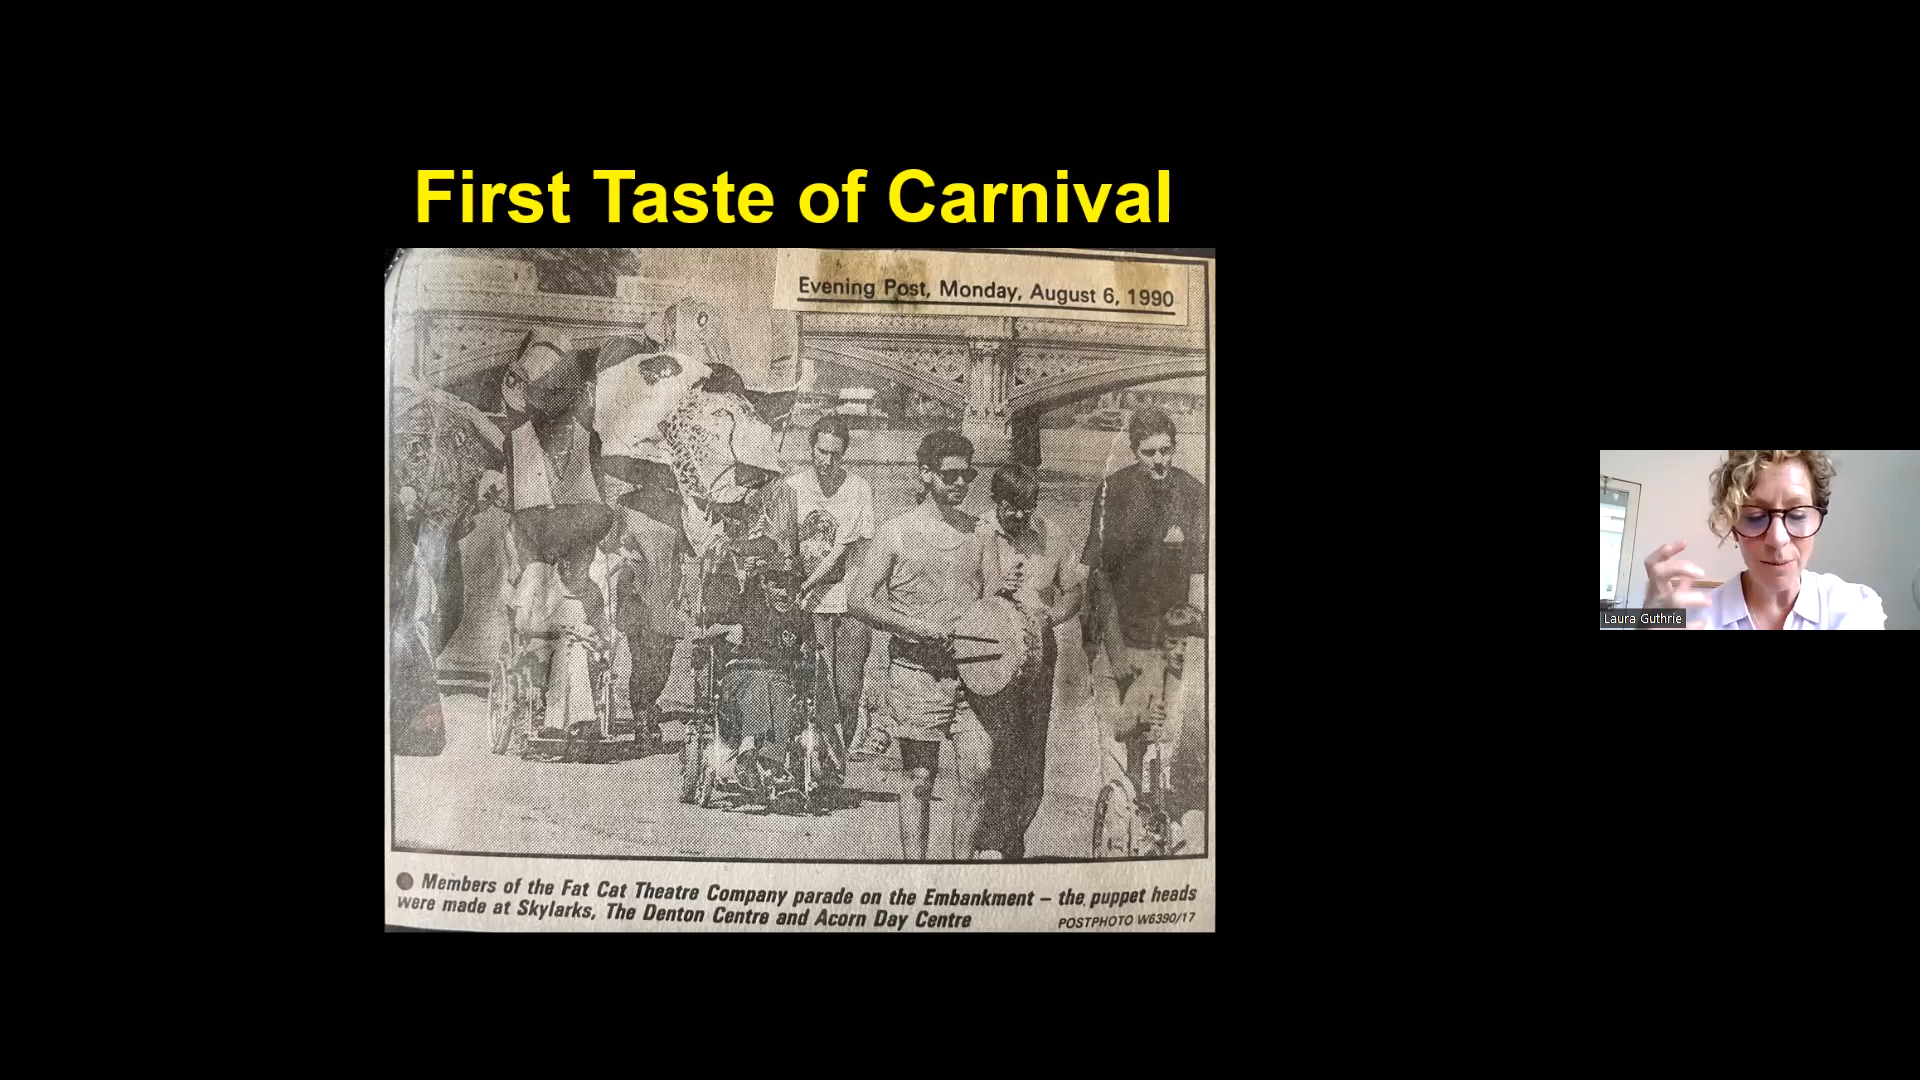 First Taste of Carnival
Evening Post, Monday, August 6, 1990
Members of the Fat Cat Theatre Company parade on the Embankment – the puppet heads
were made at Skylarks, The Denton Centre and Acorn Day Centre
POSTPHOTO W6390/17
Laura Guthrie